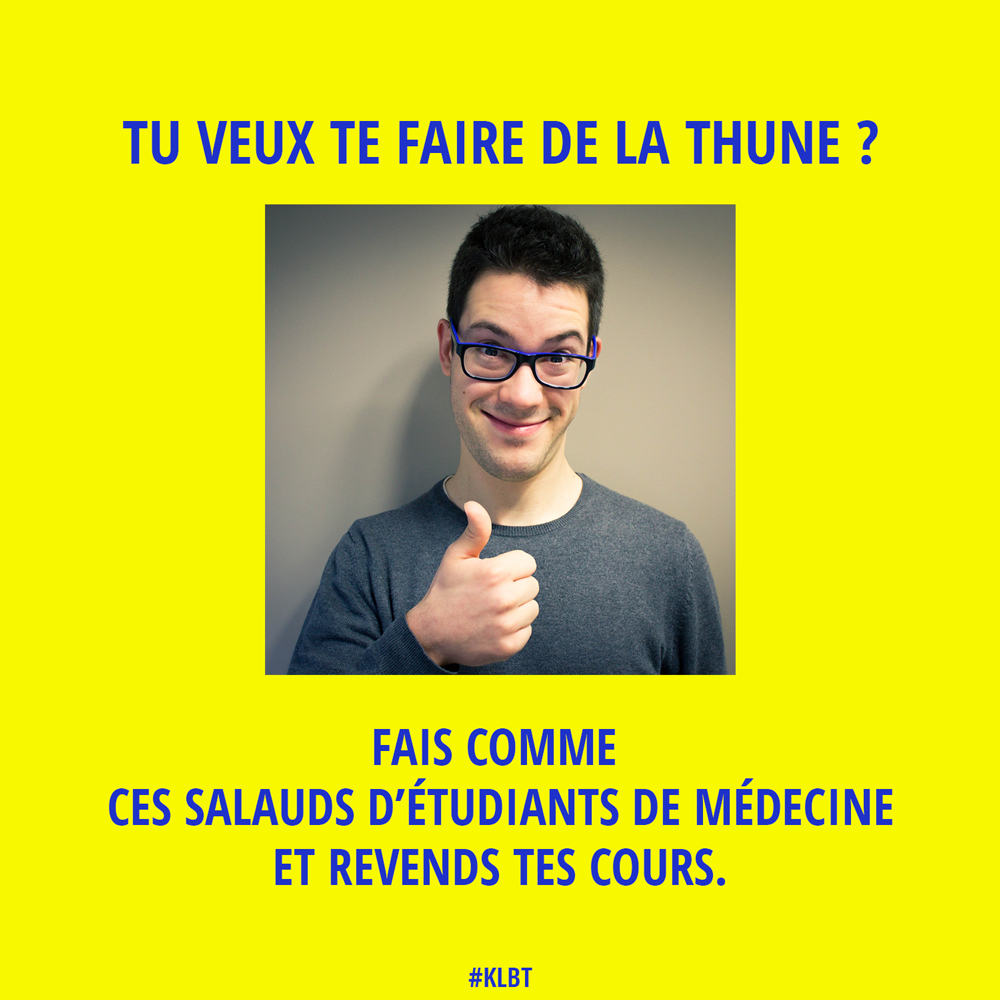 TU VEUX TE FAIRE DE LA THUNE ?
FAIS COMME
CES SALAUDS D’ÉTUDIANTS DE MÉDECINE
ET REVENDS TES COURS.
#KLBT